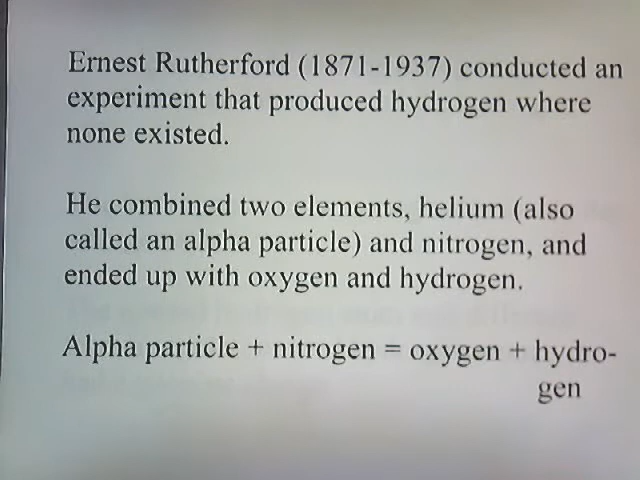 Ernest Rutherford (1871-1937) conducted an
experiment that produced hydrogen where
none existed.
He combined two elements, helium (also
called an alpha particle) and nitrogen, and
ended up with oxygen and hydrogen.
Alpha particle + nitrogen = oxygen + hydro-
gen